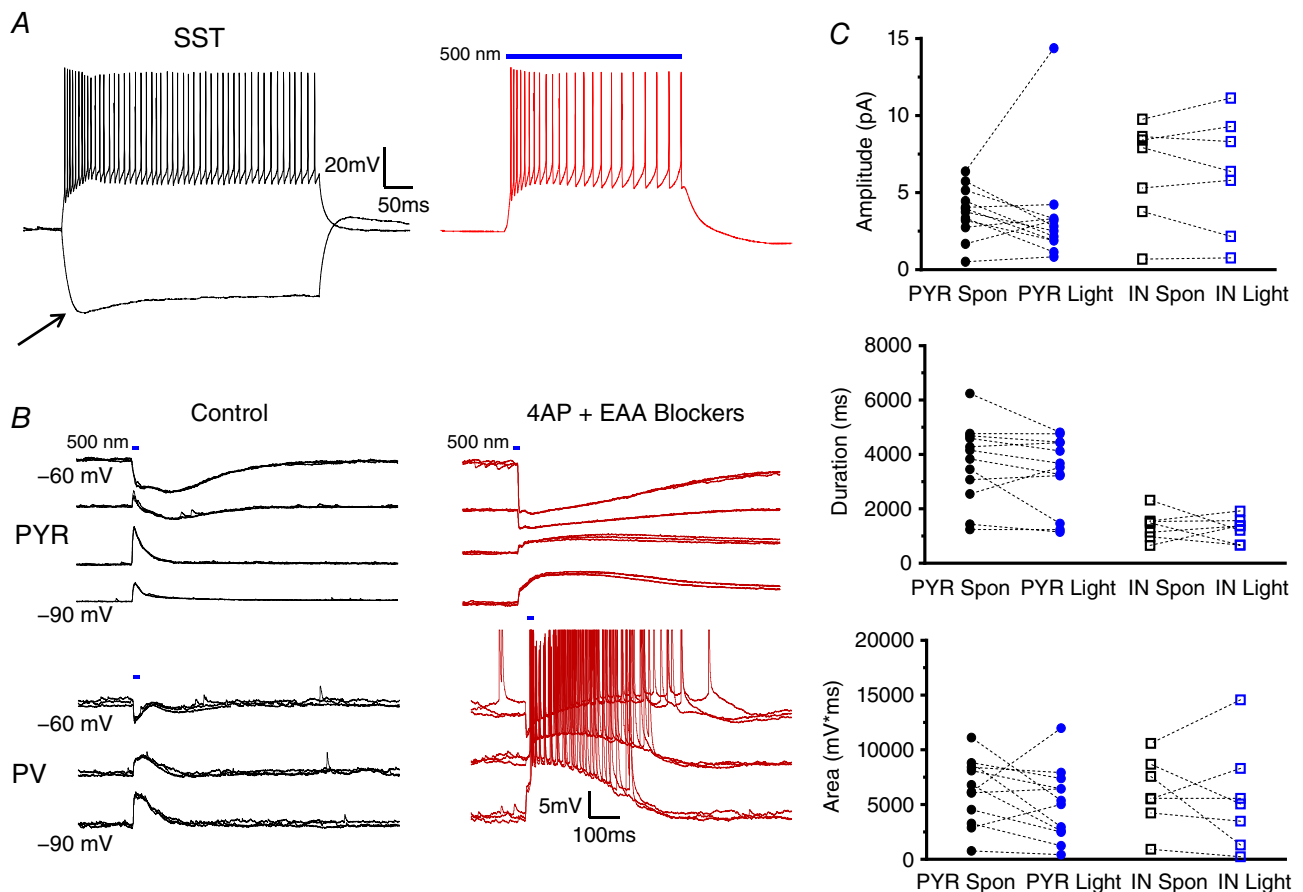 A
SST
500 nm
20mV
50ms
B
Control
4AP + EAA Blockers
500 nm
500 nm
−60 mV
PYR
−90 mV
−60 mV
PV
−90 mV
5mV
100ms
C
15
10
5
0
Amplitude (pA)
PYR Spon PYR Light IN Spon IN Light
8000
6000
4000
2000
0
Duration (ms)
PYR Spon PYR Light IN Spon IN Light
20000
15000
10000
5000
0
Area (mV*ms)
PYR Spon PYR Light IN Spon IN Light